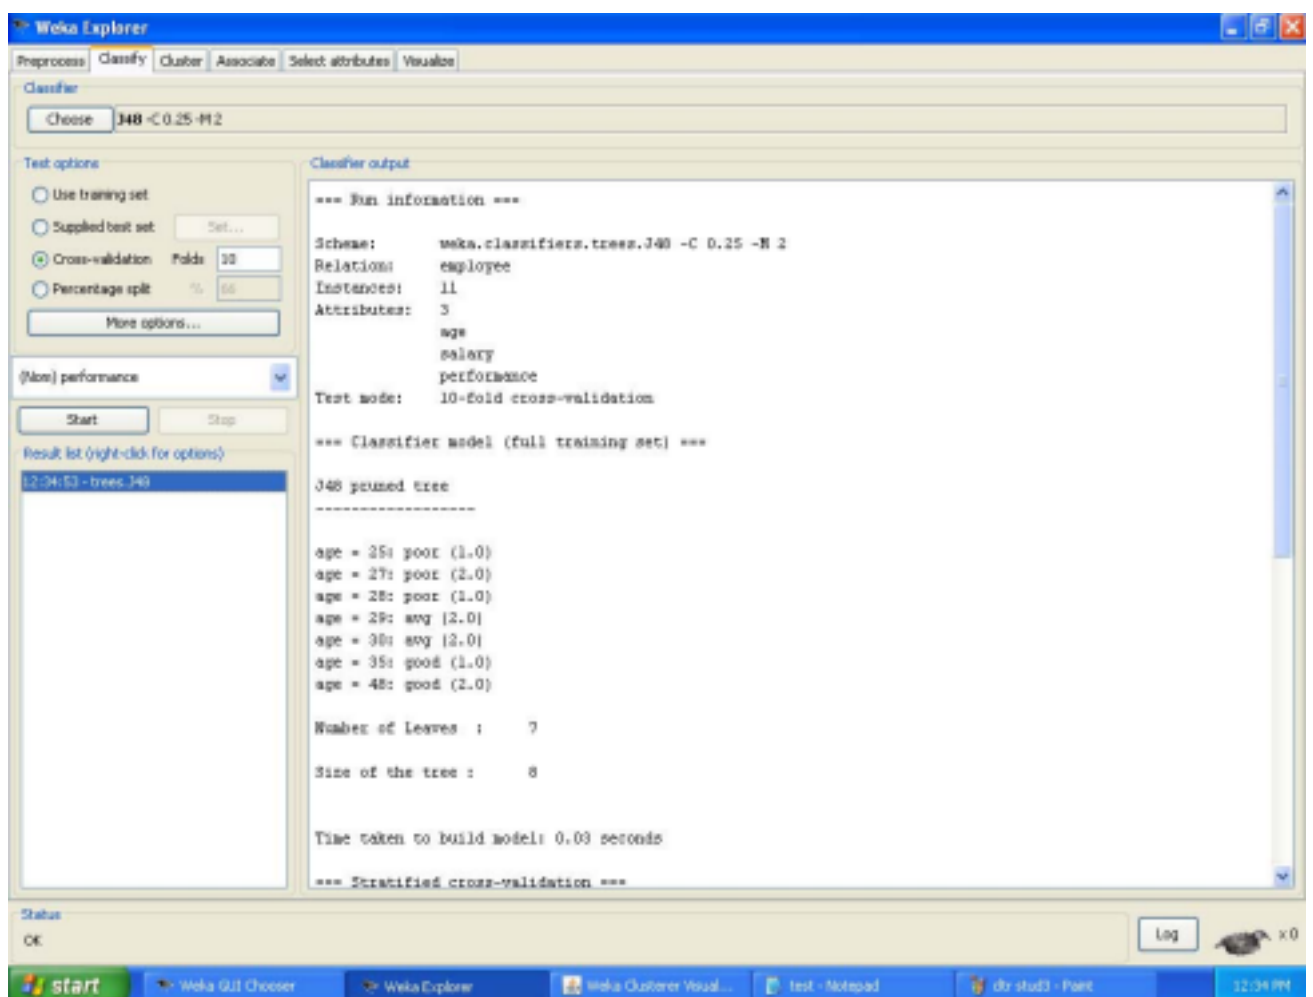 Weka Explorer
Preprocess Classify Cluster Associate Select attributes Visualize
Classifier
Choose J48 -C 0.25 -M 2
Test options
Use training set
Supplied test set Set...
Cross-validation Folds 10
Percentage split % 66
More options...
(Nom) performance
Start Stop
Result list (right-click for options)
12:34:53 - trees.J48
Classifier output
=== Run information ===
Scheme: weka.classifiers.trees.J48 -C 0.25 -M 2
Relation: employee
Instances: 11
Attributes: 3
age
salary
performance
Test mode: 10-fold cross-validation
=== Classifier model (full training set) ===
J48 pruned tree
------------------
age = 25: poor (1.0)
age = 27: poor (2.0)
age = 28: poor (1.0)
age = 29: avg (2.0)
age = 30: avg (2.0)
age = 35: good (1.0)
age = 48: good (2.0)
Number of Leaves : 7
Size of the tree : 8
Time taken to build model: 0.03 seconds
=== Stratified cross-validation ===
Status
OK
Log x 0
start Weka GUI Chooser Weka Explorer Weka Clusterer Visual... test - Notepad dtr stud3 - Paint 12:34 PM